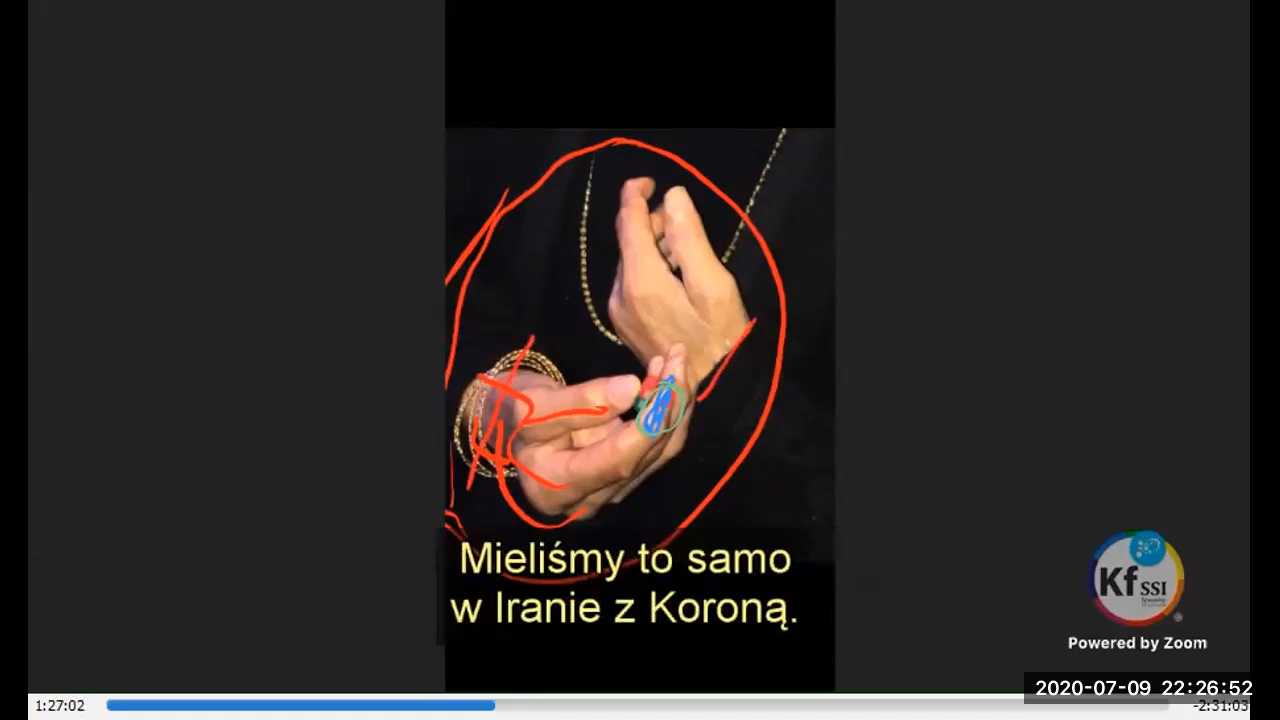 Mieliśmy to samo
w Iranie z Koroną.
Kf SSI
Powered by Zoom
2020-07-09 22:26:52
1:27:02
-2:31:03